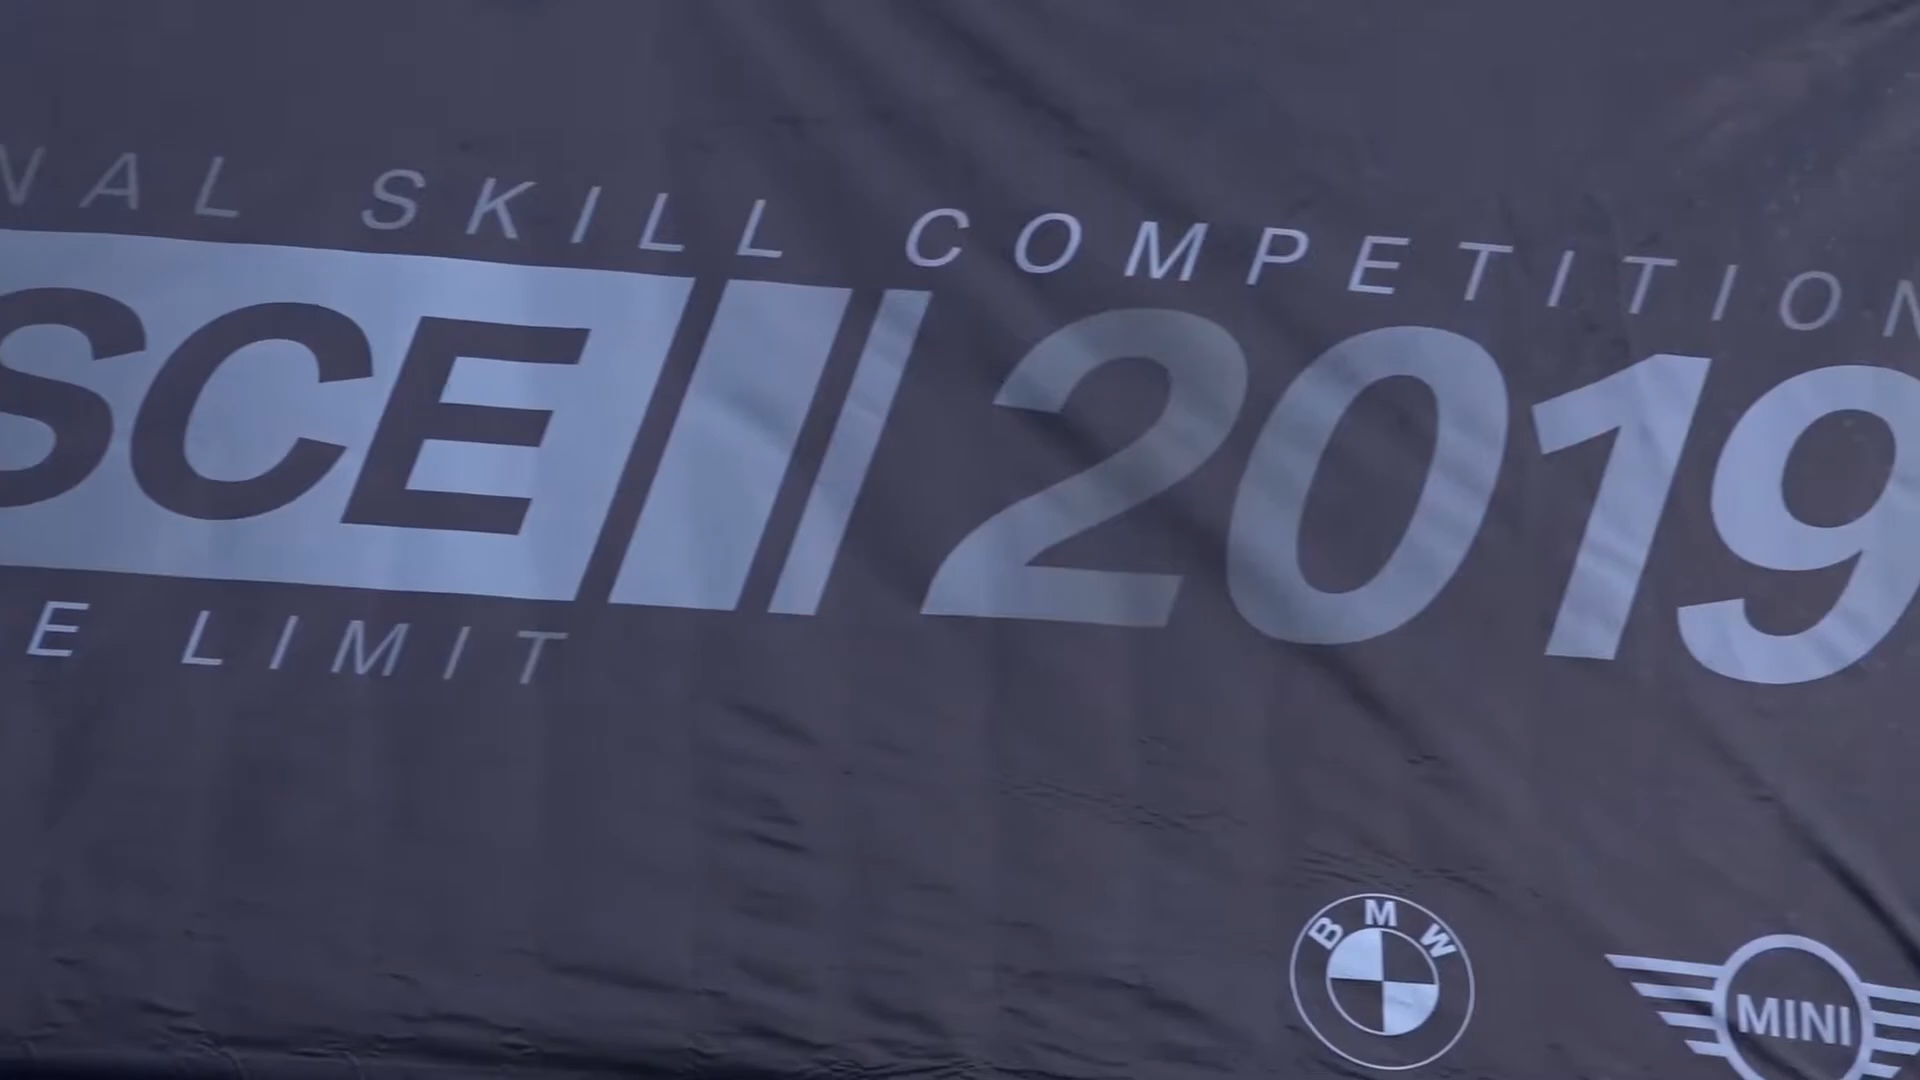 NAL SKILL COMPETITION
SCE 2019
E LIMIT
BMW
MINI